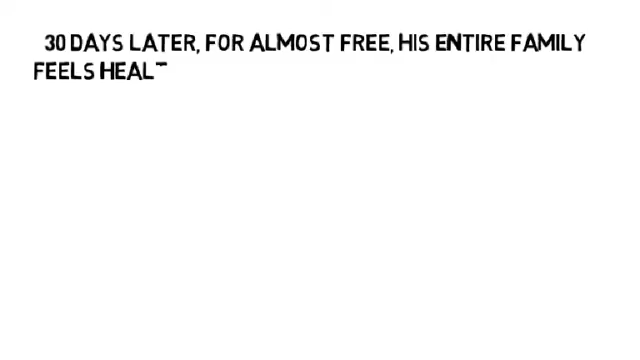 30 DAYS LATER, FOR ALMOST FREE, HIS ENTIRE FAMILY
FEELS HEAL